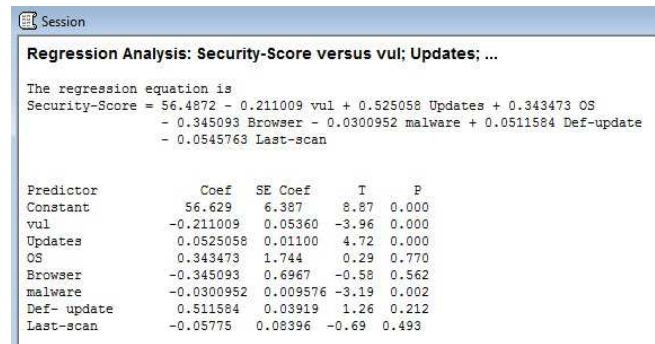 Session
Regression Analysis: Security-Score versus vul; Updates; ...
The regression equation is
Security-Score = 56.4872 - 0.211009 vul + 0.525058 Updates + 0.343473 OS
- 0.345093 Browser - 0.0300952 malware + 0.0511584 Def-update
- 0.0545763 Last-scan
Predictor Coef SE Coef T P
Constant 56.629 6.387 8.87 0.000
vul -0.211009 0.05360 -3.96 0.000
Updates 0.0525058 0.01100 4.72 0.000
OS 0.343473 1.744 0.29 0.770
Browser -0.345093 0.6967 -0.58 0.562
malware -0.0300952 0.009576 -3.19 0.002
Def- update 0.511584 0.03919 1.26 0.212
Last-scan -0.05775 0.08396 -0.69 0.493